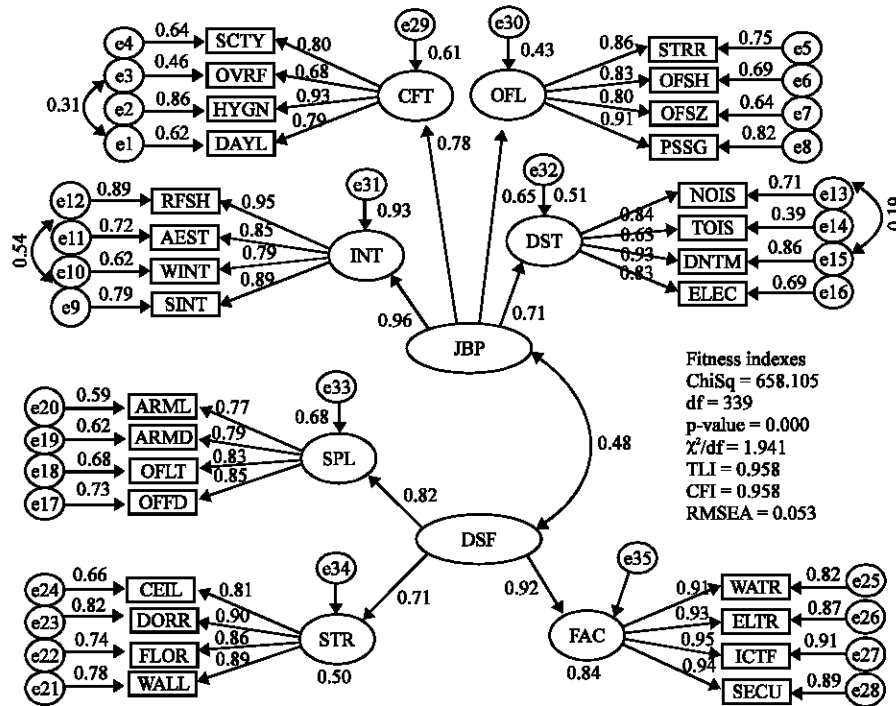 e4 0.64 SCTY 0.80 e29 0.61 CFT
e3 0.46 OVRF 0.68
e2 0.86 HYGN 0.93
e1 0.62 DAYL 0.79
0.31
e30 0.43 OFL
0.86 STRR 0.75 e5
0.83 OFSH 0.69 e6
0.80 OFSZ 0.64 e7
0.91 PSSG 0.82 e8
0.78
e12 0.89 RFSH 0.95 e31 0.93 INT
e11 0.72 AEST 0.85
e10 0.62 WINT 0.79
e9 0.79 SINT 0.89
0.54
0.65
e32 0.51 DST
0.84 NOIS 0.71 e13
0.63 TOIS 0.39 e14
0.93 DNTM 0.86 e15
0.83 ELEC 0.69 e16
0.19
0.96 JBP 0.71
0.48
Fitness indexes
ChiSq = 658.105
df = 339
p-value = 0.000
χ²/df = 1.941
TLI = 0.958
CFI = 0.958
RMSEA = 0.053
e20 0.59 ARML 0.77 e33 0.68 SPL
e19 0.62 ARMD 0.79
e18 0.68 OFLT 0.83
e17 0.73 OFFD 0.85
0.82 DSF
0.71 0.92
e24 0.66 CEIL 0.81 e34 STR 0.50
e23 0.82 DORR 0.90
e22 0.74 FLOR 0.86
e21 0.78 WALL 0.89
e35 FAC 0.84
0.91 WATR 0.82 e25
0.93 ELTR 0.87 e26
0.95 ICTF 0.91 e27
0.94 SECU 0.89 e28